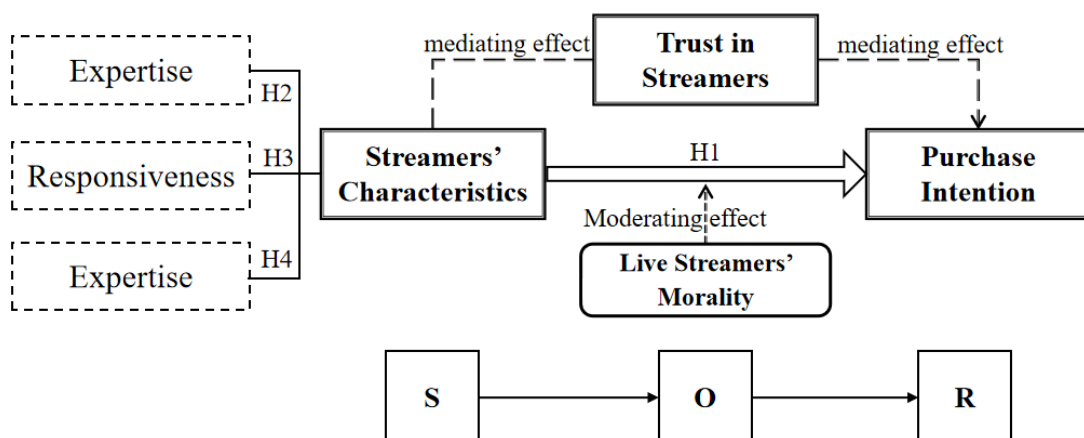 mediating effect
Trust in
Streamers
mediating effect
Expertise
H2
Responsiveness
H3
Streamers'
Characteristics
H1
Purchase
Intention
Moderating effect
Expertise
H4
Live Streamers'
Morality
S
O
R